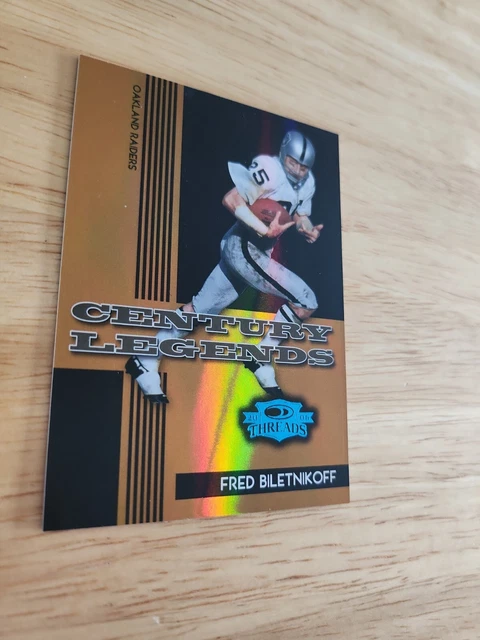 OAKLAND RAIDERS
25
CENTURY
LEGENDS
THREADS
FRED BILETNIKOFF